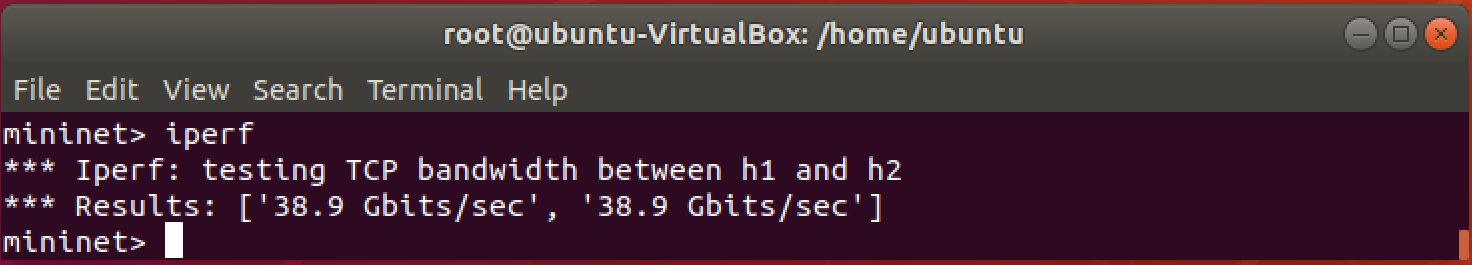 root@ubuntu-VirtualBox: /home/ubuntu
File Edit View Search Terminal Help
mininet> iperf
*** Iperf: testing TCP bandwidth between h1 and h2
*** Results: ['38.9 Gbits/sec', '38.9 Gbits/sec']
mininet>